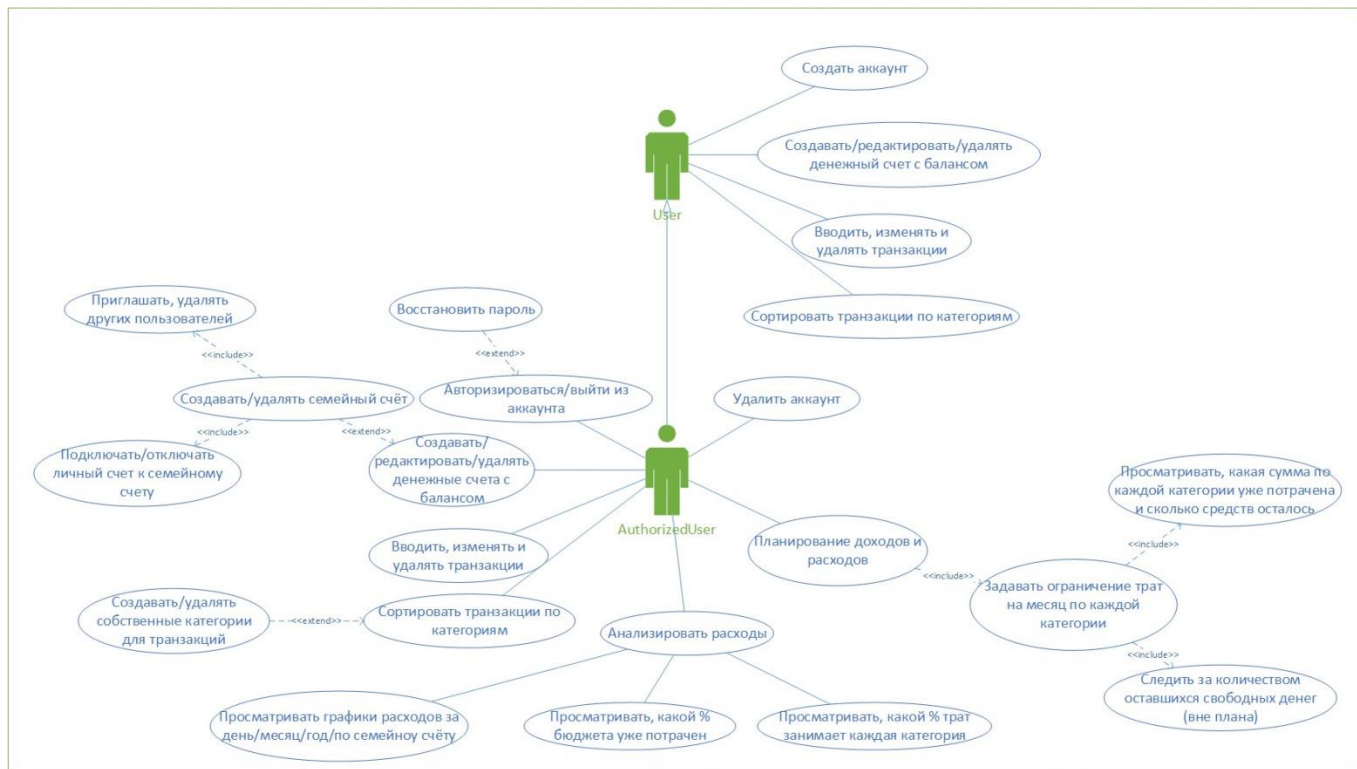 Создать аккаунт
Создавать/редактировать/удалять
денежный счет с балансом
User
Вводить, изменять и
удалять транзакции
Сортировать транзакции по категориям
Приглашать, удалять
других пользователей
Восстановить пароль
<<include>>
<<extend>>
Создавать/удалять семейный счёт
Авторизироваться/выйти из
аккаунта
Удалить аккаунт
<<include>>
<<extend>>
Подключать/отключать
личный счет к семейному
счету
Создавать/
редактировать/удалять
денежные счета с
балансом
AuthorizedUser
Просматривать, какая сумма по
каждой категории уже потрачена
и сколько средств осталось
Вводить, изменять и
удалять транзакции
Планирование доходов и
расходов
<<include>>
<<include>>
Задавать ограничение трат
на месяц по каждой
категории
Создавать/удалять
собственные категории
для транзакций
<<extend>>
Сортировать транзакции по
категориям
Анализировать расходы
<<include>>
Следить за количеством
оставшихся свободных денег
(вне плана)
Просматривать графики расходов за
день/месяц/год/по семейноу счёту
Просматривать, какой %
бюджета уже потрачен
Просматривать, какой % трат
занимает каждая категория